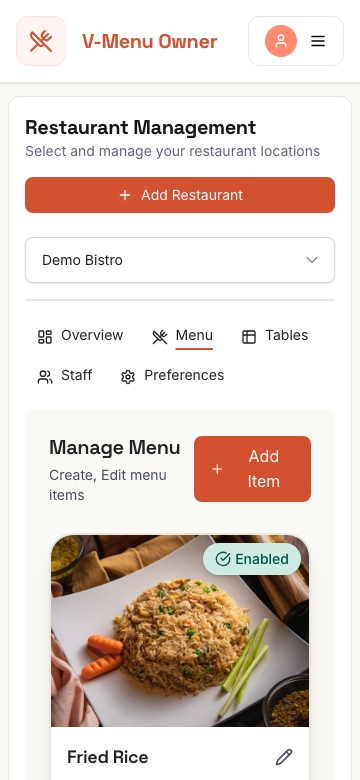 V-Menu Owner
Restaurant Management
Select and manage your restaurant locations
Add Restaurant
Demo Bistro
Overview
Menu
Tables
Staff
Preferences
Manage Menu
Create, Edit menu
items
Add
Item
Enabled
Fried Rice